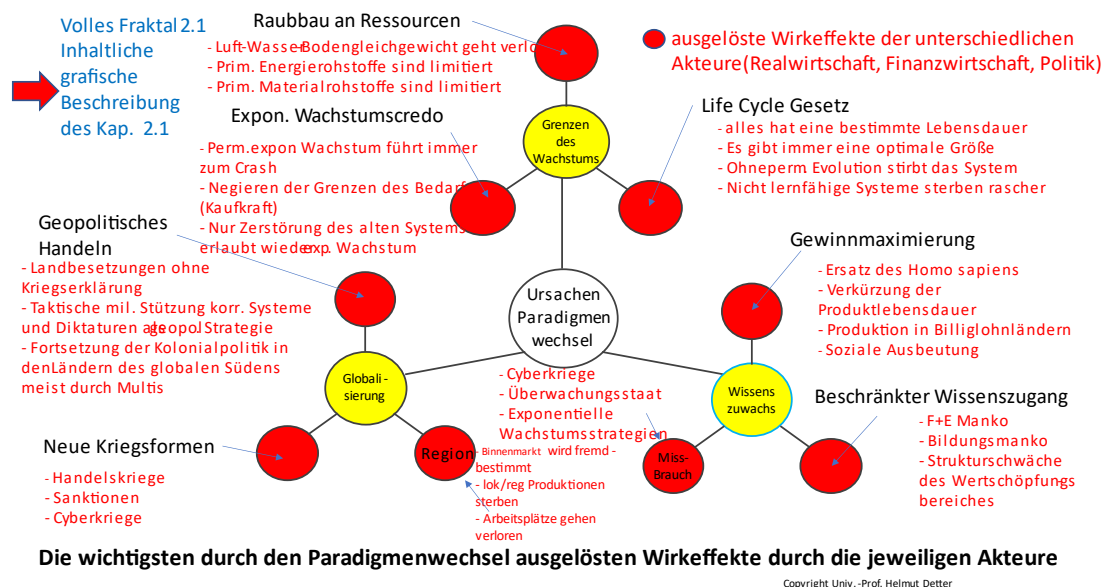 Volles Fraktal 2.1
Inhaltliche
grafische
Beschreibung
des Kap. 2.1
Raubbau an Ressourcen
- Luft-Wasser-Bodengleichgewicht geht verlo
- Prim. Energierohstoffe sind limitiert
- Prim. Materialrohstoffe sind limitiert
ausgelöste Wirkeffekte der unterschiedlichen
Akteure(Realwirtschaft, Finanzwirtschaft, Politik)
Expon. Wachstumscredo
- Perm.expon Wachstum führt immer
zum Crash
- Negieren der Grenzen des Bedarf
(Kaufkraft)
- Nur Zerstörung des alten Systems
erlaubt wieder exp. Wachstum
Grenzen
des
Wachstums
Life Cycle Gesetz
- alles hat eine bestimmte Lebensdauer
- Es gibt immer eine optimale Größe
- Ohne perm. Evolution stirbt das System
- Nicht lernfähige Systeme sterben rascher
Geopolitisches
Handeln
- Landbesetzungen ohne
Kriegserklärung
- Taktische mil. Stützung korr. Systeme
und Diktaturen als geopol. Strategie
- Fortsetzung der Kolonialpolitik in
den Ländern des globalen Südens
meist durch Multis
Ursachen
Paradigmen
wechsel
Gewinnmaximierung
- Ersatz des Homo sapiens
- Verkürzung der
Produktlebensdauer
- Produktion in Billiglohnländern
- Soziale Ausbeutung
Globali-
sierung
- Cyberkriege
- Überwachungsstaat
- Exponentielle
Wachstumsstrategien
Wissens
zuwachs
Beschränkter Wissenszugang
- F+E Manko
- Bildungsmanko
- Strukturschwäche
des Wertschöpfungs
bereiches
Neue Kriegsformen
- Handelskriege
- Sanktionen
- Cyberkriege
Region
- Binnenmarkt wird fremd-
bestimmt
- lok/reg Produktionen
sterben
- Arbeitsplätze gehen
verloren
Miss-
Brauch
Die wichtigsten durch den Paradigmenwechsel ausgelösten Wirkeffekte durch die jeweiligen Akteure
Copyright Univ.-Prof. Helmut Detter